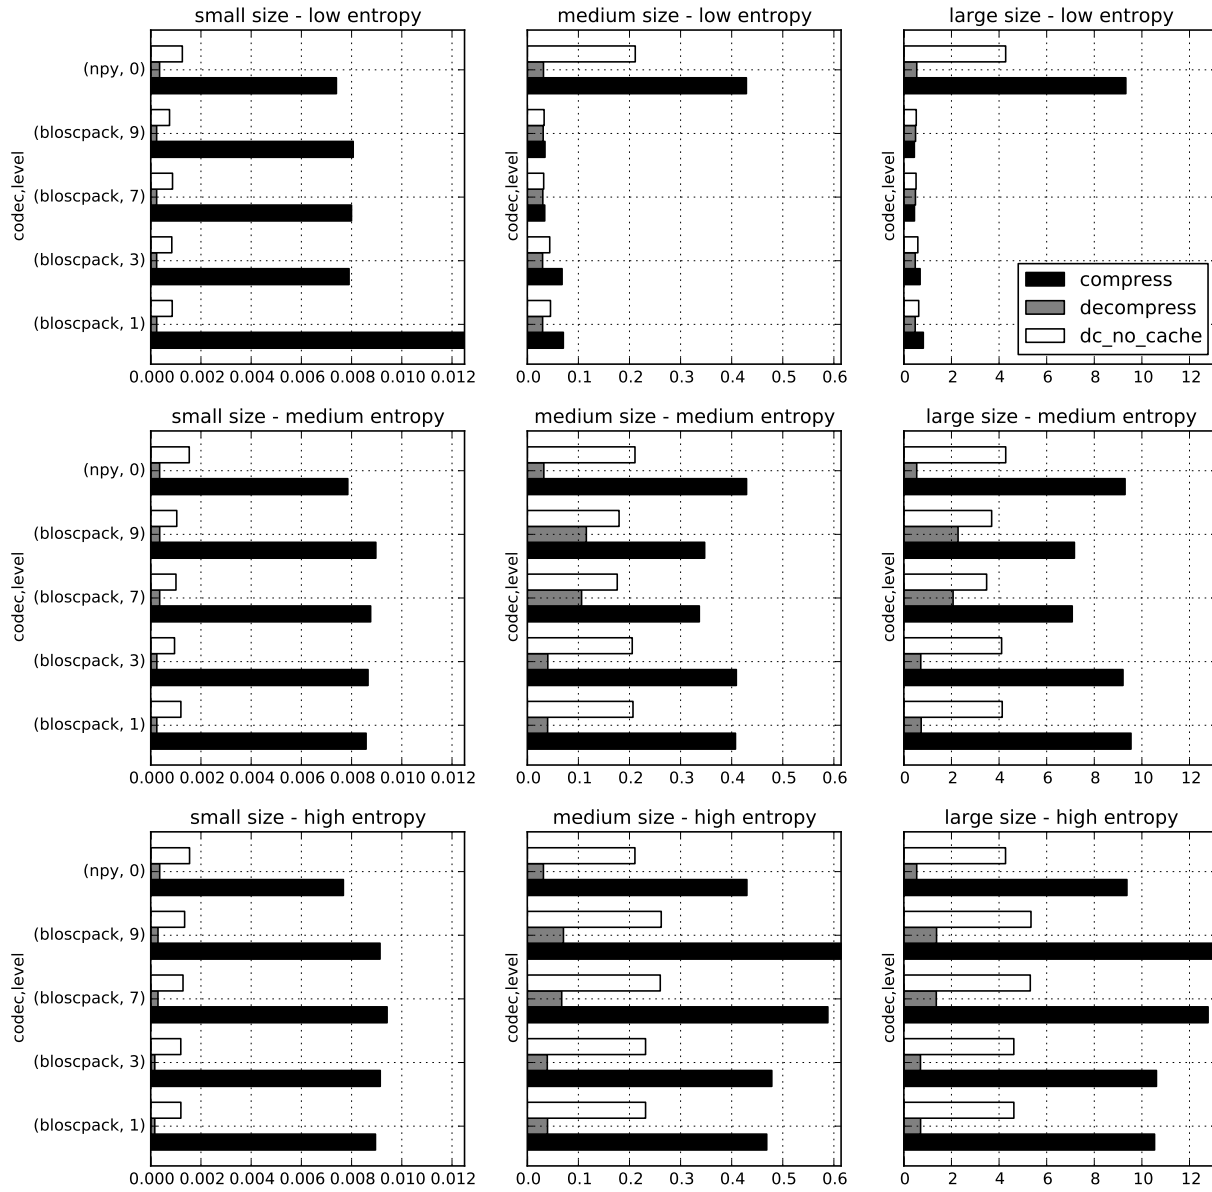 small size - low entropy
medium size - low entropy
large size - low entropy
codec,level
(npy, 0)
(bloscpack, 9)
(bloscpack, 7)
(bloscpack, 3)
(bloscpack, 1)
0.000 0.002 0.004 0.006 0.008 0.010 0.012
codec,level
0.0 0.1 0.2 0.3 0.4 0.5 0.6
codec,level
compress
decompress
dc_no_cache
0 2 4 6 8 10 12
small size - medium entropy
medium size - medium entropy
large size - medium entropy
codec,level
(npy, 0)
(bloscpack, 9)
(bloscpack, 7)
(bloscpack, 3)
(bloscpack, 1)
0.000 0.002 0.004 0.006 0.008 0.010 0.012
codec,level
0.0 0.1 0.2 0.3 0.4 0.5 0.6
codec,level
0 2 4 6 8 10 12
small size - high entropy
medium size - high entropy
large size - high entropy
codec,level
(npy, 0)
(bloscpack, 9)
(bloscpack, 7)
(bloscpack, 3)
(bloscpack, 1)
0.000 0.002 0.004 0.006 0.008 0.010 0.012
codec,level
0.0 0.1 0.2 0.3 0.4 0.5 0.6
codec,level
0 2 4 6 8 10 12